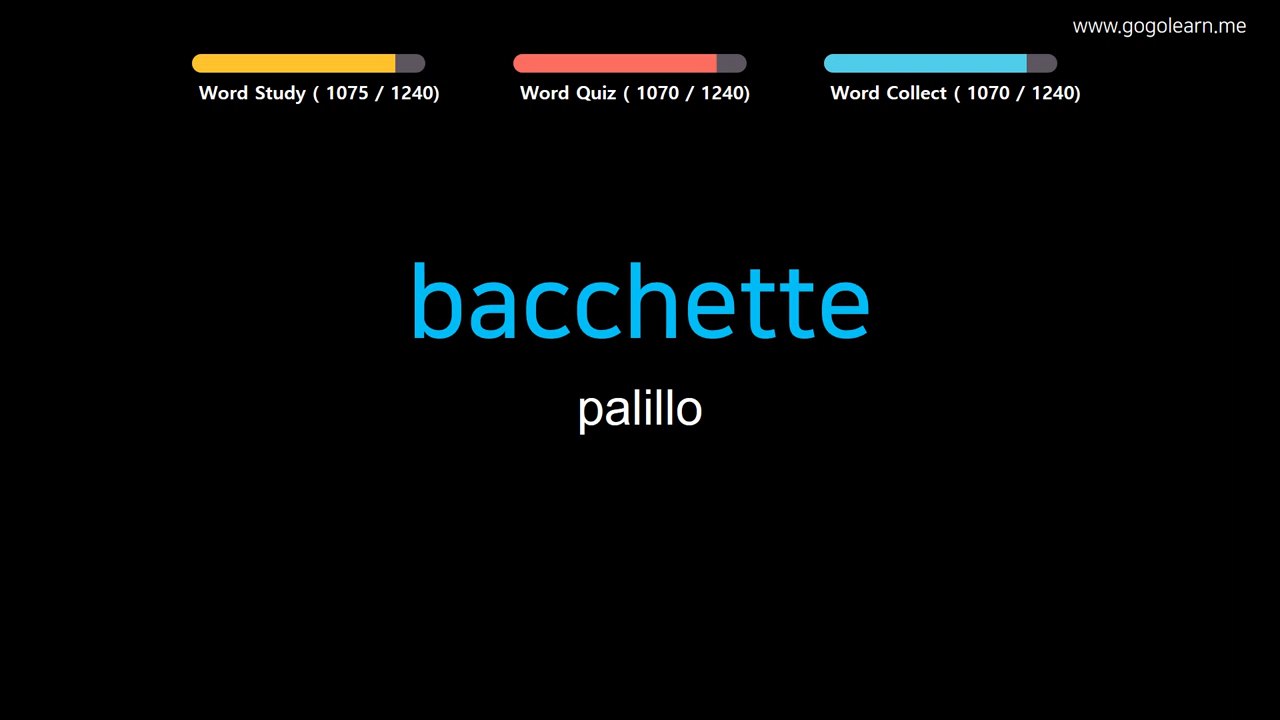 www.gogolearn.me
Word Study ( 1075 / 1240)
Word Quiz ( 1070 / 1240)
Word Collect ( 1070 / 1240)
bacchette
palillo